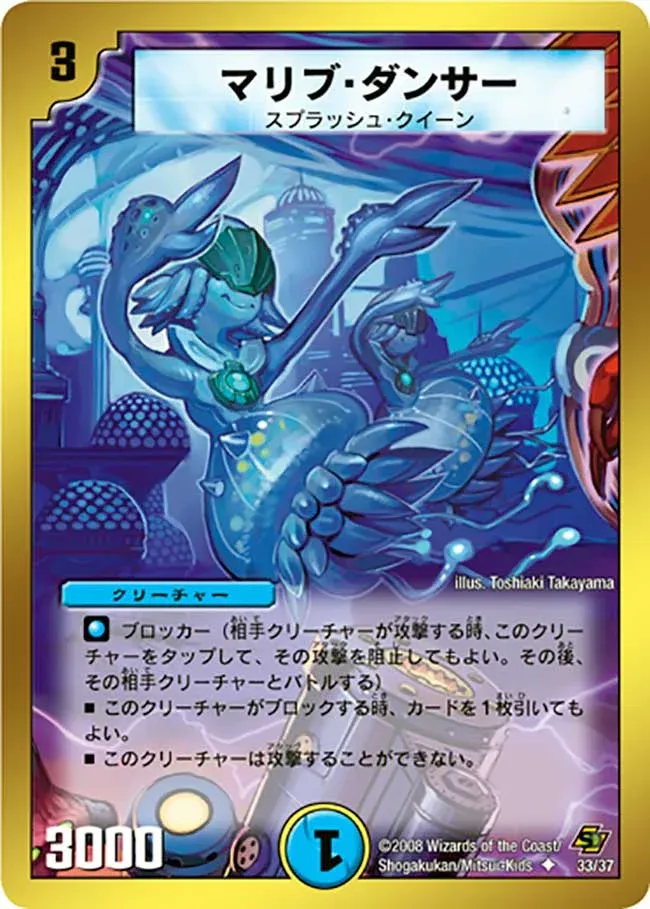 3
マリブ・ダンサー
スプラッシュ・クイーン
illus. Toshiaki Takayama
クリーチャー
ブロッカー（相手クリーチャーが攻撃する時、このクリー
チャーをタップして、その攻撃を阻止してもよい。その後、
その相手クリーチャーとバトルする）
■ このクリーチャーがブロックする時、カードを１枚引いても
よい。
■ このクリーチャーは攻撃することができない。
3000
1
©2008 Wizards of the Coast/
Shogakukan/Mitsui-Kids
33/37